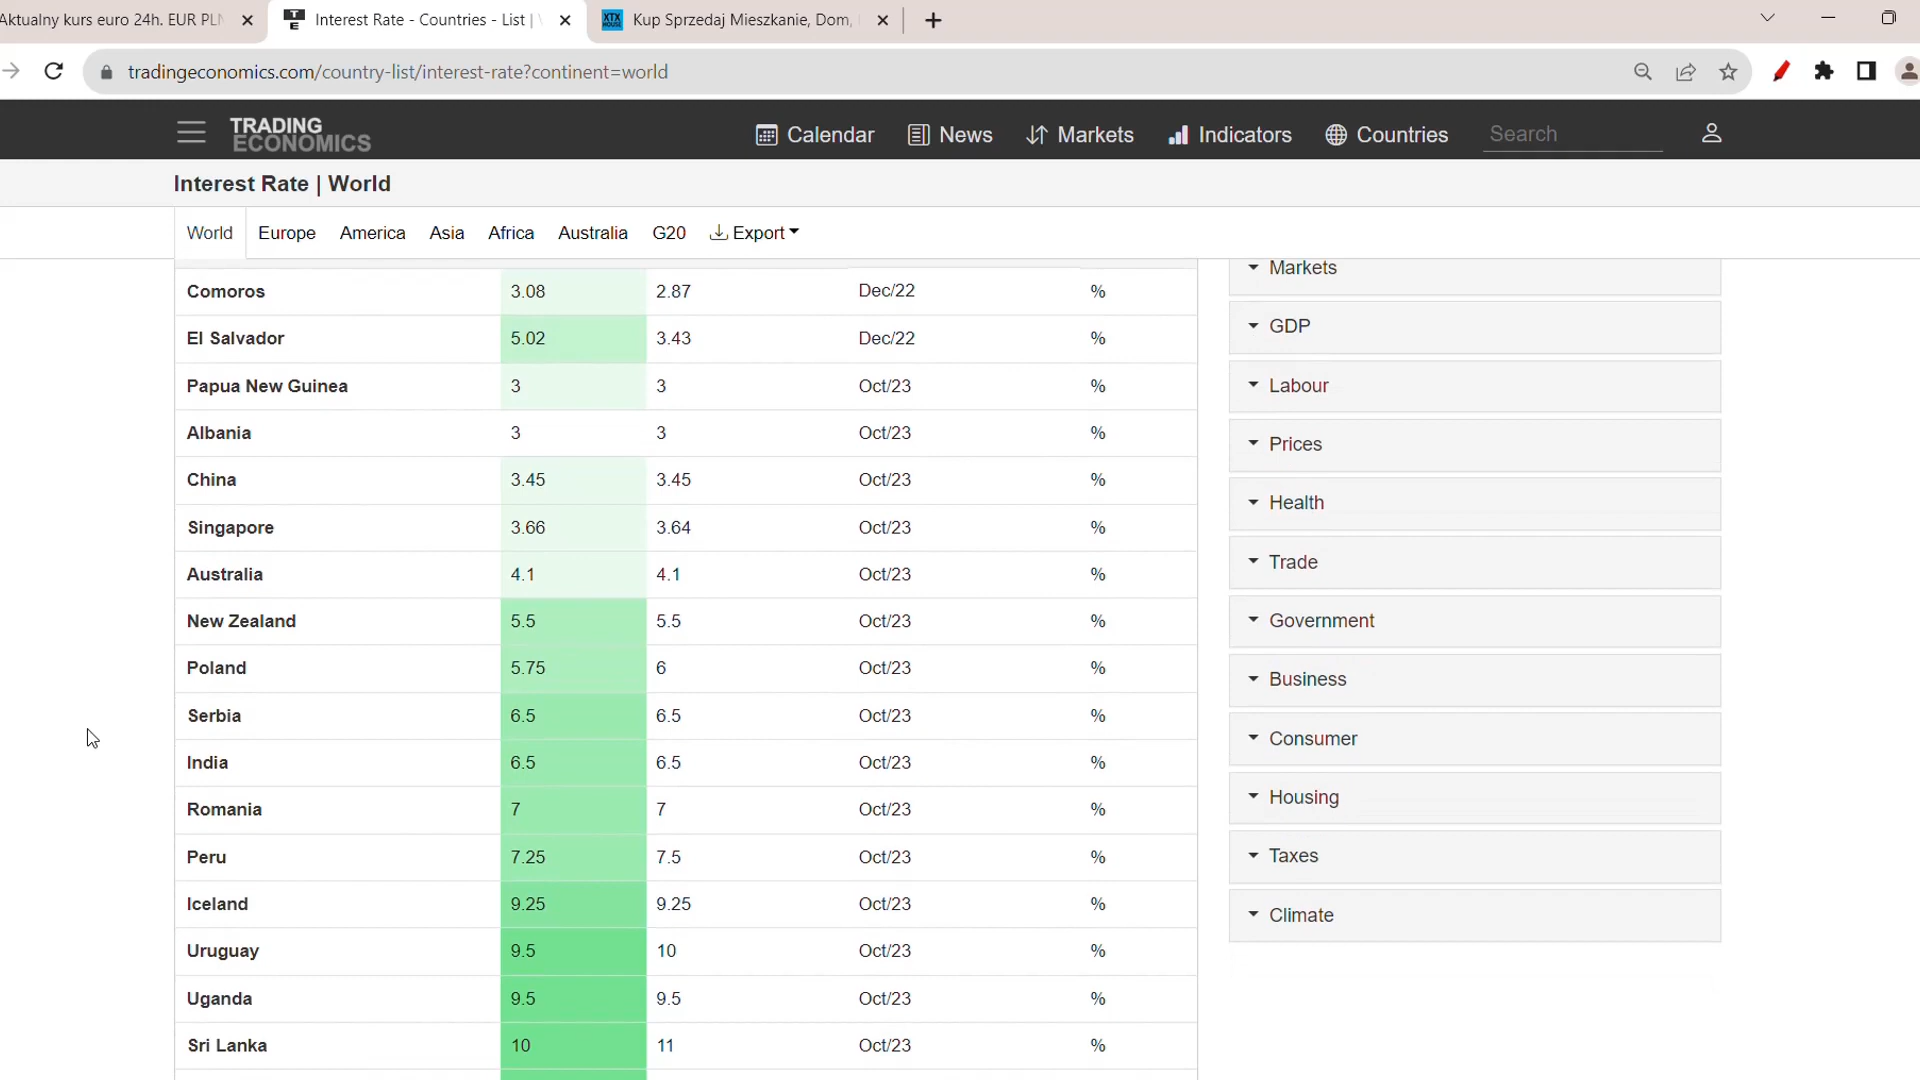 Aktualny kurs euro 24h. EUR PLN
Interest Rate - Countries - List |
Kup Sprzedaj Mieszkanie, Dom,
tradingeconomics.com/country-list/interest-rate?continent=world
TRADING
ECONOMICS
Calendar
News
Markets
Indicators
Countries
Search
Interest Rate | World
World Europe America Asia Africa Australia G20 Export
Comoros 3.08 2.87 Dec/22 %
El Salvador 5.02 3.43 Dec/22 %
Papua New Guinea 3 3 Oct/23 %
Albania 3 3 Oct/23 %
China 3.45 3.45 Oct/23 %
Singapore 3.66 3.64 Oct/23 %
Australia 4.1 4.1 Oct/23 %
New Zealand 5.5 5.5 Oct/23 %
Poland 5.75 6 Oct/23 %
Serbia 6.5 6.5 Oct/23 %
India 6.5 6.5 Oct/23 %
Romania 7 7 Oct/23 %
Peru 7.25 7.5 Oct/23 %
Iceland 9.25 9.25 Oct/23 %
Uruguay 9.5 10 Oct/23 %
Uganda 9.5 9.5 Oct/23 %
Sri Lanka 10 11 Oct/23 %
Markets
GDP
Labour
Prices
Health
Trade
Government
Business
Consumer
Housing
Taxes
Climate